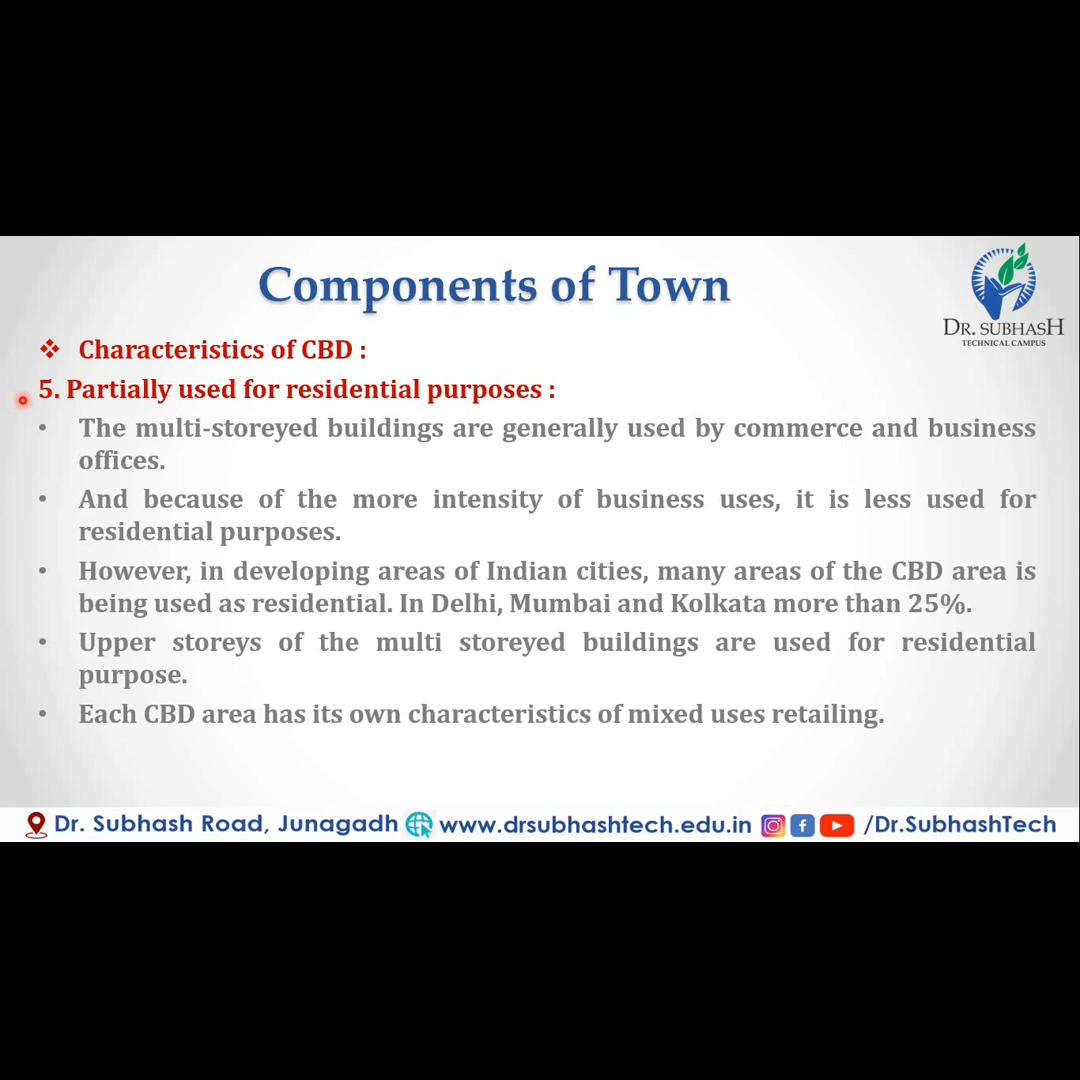 Components of Town
DR. SUBHASH
TECHNICAL CAMPUS
❖ Characteristics of CBD :
5. Partially used for residential purposes :
• The multi-storeyed buildings are generally used by commerce and business
offices.
• And because of the more intensity of business uses, it is less used for
residential purposes.
• However, in developing areas of Indian cities, many areas of the CBD area is
being used as residential. In Delhi, Mumbai and Kolkata more than 25%.
• Upper storeys of the multi storeyed buildings are used for residential
purpose.
• Each CBD area has its own characteristics of mixed uses retailing.
Dr. Subhash Road, Junagadh www.drsubhashtech.edu.in /Dr.SubhashTech